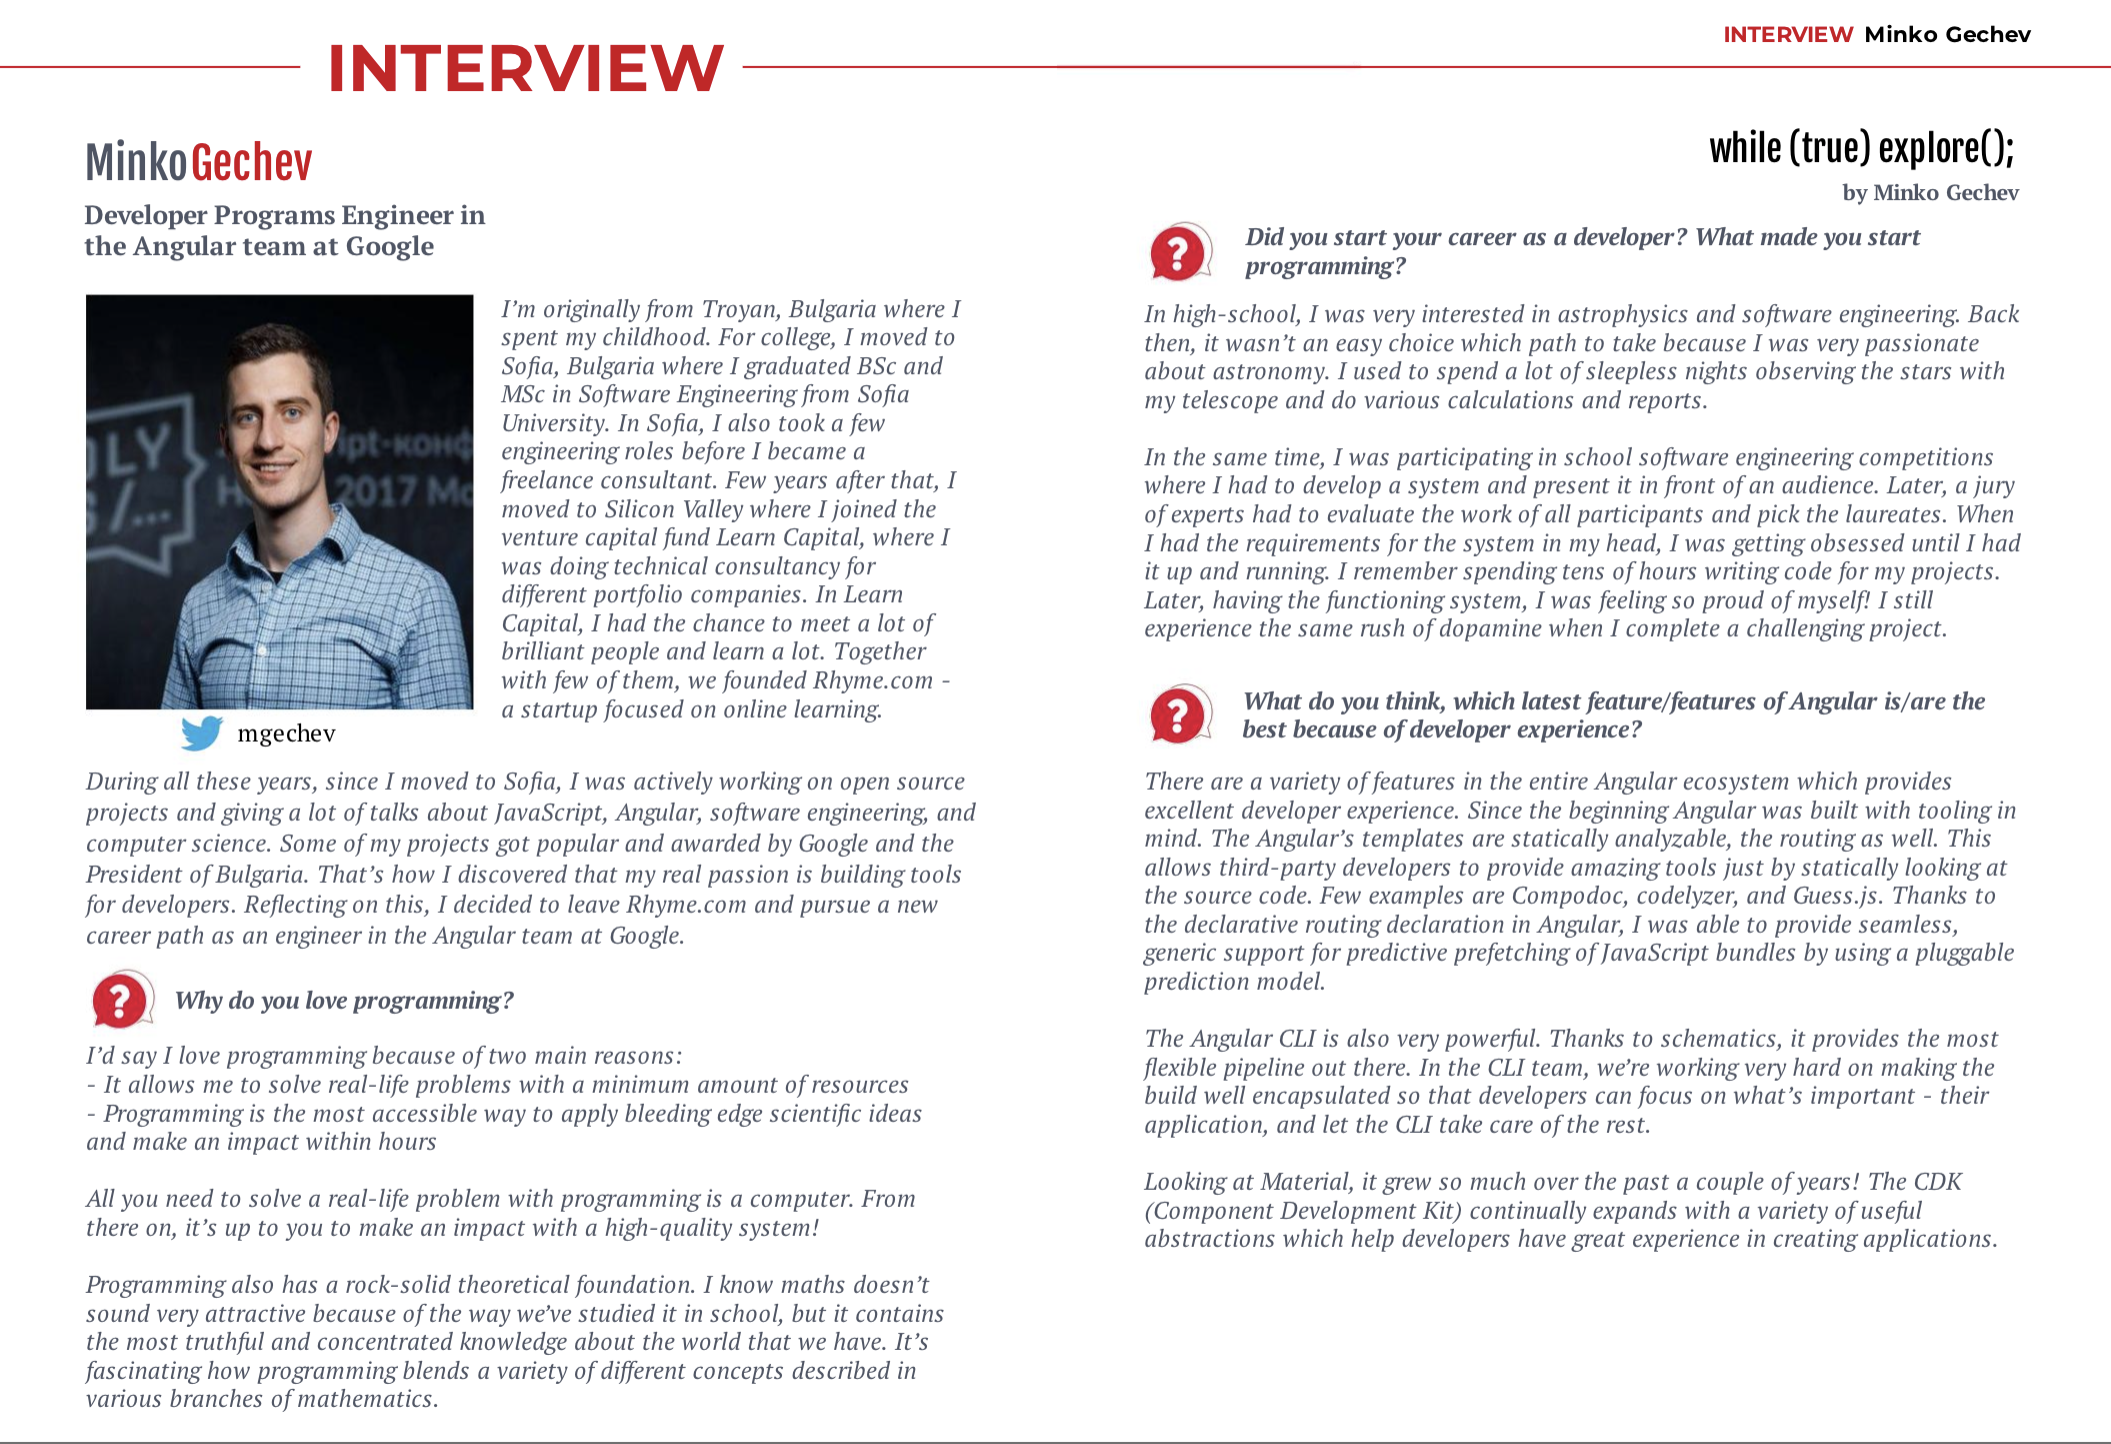 INTERVIEW
INTERVIEW Minko Gechev
Minko Gechev
Developer Programs Engineer in
the Angular team at Google
I'm originally from Troyan, Bulgaria where I
spent my childhood. For college, I moved to
Sofia, Bulgaria where I graduated BSc and
MSc in Software Engineering from Sofia
University. In Sofia, I also took a few
engineering roles before I became a
freelance consultant. Few years after that, I
moved to Silicon Valley where I joined the
venture capital fund Learn Capital, where I
was doing technical consultancy for
different portfolio companies. In Learn
Capital, I had the chance to meet a lot of
brilliant people and learn a lot. Together
with few of them, we founded Rhyme.com -
a startup focused on online learning.
LY
ipt-конф
2017 Мо
/...
mgechev
During all these years, since I moved to Sofia, I was actively working on open source
projects and giving a lot of talks about JavaScript, Angular, software engineering, and
computer science. Some of my projects got popular and awarded by Google and the
President of Bulgaria. That's how I discovered that my real passion is building tools
for developers. Reflecting on this, I decided to leave Rhyme.com and pursue a new
career path as an engineer in the Angular team at Google.
? Why do you love programming?
I'd say I love programming because of two main reasons:
- It allows me to solve real-life problems with a minimum amount of resources
- Programming is the most accessible way to apply bleeding edge scientific ideas
and make an impact within hours
All you need to solve a real-life problem with programming is a computer. From
there on, it's up to you to make an impact with a high-quality system!
Programming also has a rock-solid theoretical foundation. I know maths doesn't
sound very attractive because of the way we've studied it in school, but it contains
the most truthful and concentrated knowledge about the world that we have. It's
fascinating how programming blends a variety of different concepts described in
various branches of mathematics.
while (true) explore();
by Minko Gechev
? Did you start your career as a developer? What made you start
programming?
In high-school, I was very interested in astrophysics and software engineering. Back
then, it wasn't an easy choice which path to take because I was very passionate
about astronomy. I used to spend a lot of sleepless nights observing the stars with
my telescope and do various calculations and reports.
In the same time, I was participating in school software engineering competitions
where I had to develop a system and present it in front of an audience. Later, a jury
of experts had to evaluate the work of all participants and pick the laureates. When
I had the requirements for the system in my head, I was getting obsessed until I had
it up and running. I remember spending tens of hours writing code for my projects.
Later, having the functioning system, I was feeling so proud of myself! I still
experience the same rush of dopamine when I complete a challenging project.
? What do you think, which latest feature/features of Angular is/are the
best because of developer experience?
There are a variety of features in the entire Angular ecosystem which provides
excellent developer experience. Since the beginning Angular was built with tooling in
mind. The Angular's templates are statically analyzable, the routing as well. This
allows third-party developers to provide amazing tools just by statically looking at
the source code. Few examples are Compodoc, codelyzer, and Guess.js. Thanks to
the declarative routing declaration in Angular, I was able to provide seamless,
generic support for predictive prefetching of JavaScript bundles by using a pluggable
prediction model.
The Angular CLI is also very powerful. Thanks to schematics, it provides the most
flexible pipeline out there. In the CLI team, we're working very hard on making the
build well encapsulated so that developers can focus on what's important - their
application, and let the CLI take care of the rest.
Looking at Material, it grew so much over the past a couple of years! The CDK
(Component Development Kit) continually expands with a variety of useful
abstractions which help developers have great experience in creating applications.